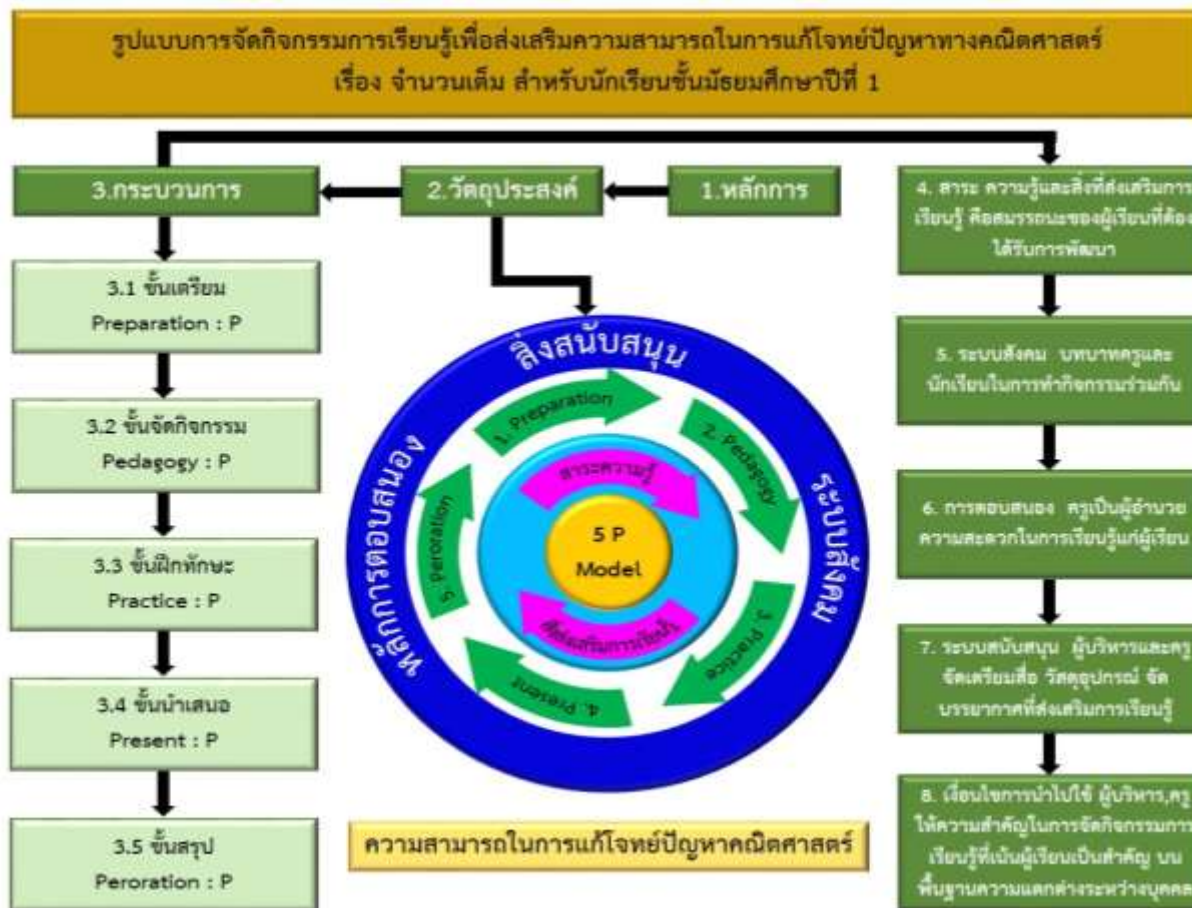 รูปแบบการจัดกิจกรรมการเรียนรู้เพื่อส่งเสริมความสามารถในการแก้โจทย์ปัญหาทางคณิตศาสตร์
เรื่อง จำนวนเต็ม สำหรับนักเรียนชั้นมัธยมศึกษาปีที่ 1
3.กระบวนการ
2.วัตถุประสงค์
1.หลักการ
3.1 ขั้นเตรียม
Preparation : P
3.2 ขั้นจัดกิจกรรม
Pedagogy : P
3.3 ขั้นฝึกทักษะ
Practice : P
3.4 ขั้นนำเสนอ
Present : P
3.5 ขั้นสรุป
Peroration : P
สิ่งสนับสนุน
ระบบสังคม
หลักการตอบสนอง
1. Preparation
2. Pedagogy
3. Practice
4. Present
5. Peroration
สาระความรู้
5 P
Model
ที่ส่งเสริมการเรียนรู้
ความสามารถในการแก้โจทย์ปัญหาคณิตศาสตร์
4. สาระ ความรู้และสิ่งที่ส่งเสริมการ
เรียนรู้ คือสมรรถนะของผู้เรียนที่ต้อง
ได้รับการพัฒนา
5. ระบบสังคม บทบาทครูและ
นักเรียนในการทำกิจกรรมร่วมกัน
6. การตอบสนอง ครูเป็นผู้อำนวย
ความสะดวกในการเรียนรู้แก่ผู้เรียน
7. ระบบสนับสนุน ผู้บริหารและครู
จัดเตรียมสื่อ วัสดุอุปกรณ์ จัด
บรรยากาศที่ส่งเสริมการเรียนรู้
8. เงื่อนไขการนำไปใช้ ผู้บริหาร,ครู
ให้ความสำคัญในการจัดกิจกรรมการ
เรียนรู้ที่เน้นผู้เรียนเป็นสำคัญ บน
พื้นฐานความแตกต่างระหว่างบุคคล